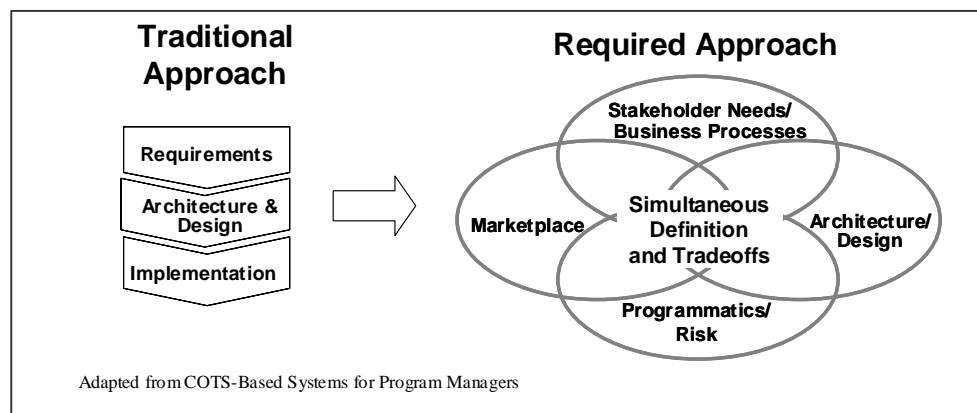 Traditional
Approach
Requirements
Architecture &
Design
Implementation
Required Approach
Stakeholder Needs/
Business Processes
Marketplace
Simultaneous
Definition
and Tradeoffs
Architecture/
Design
Programmatics/
Risk
Adapted from COTS-Based Systems for Program Managers